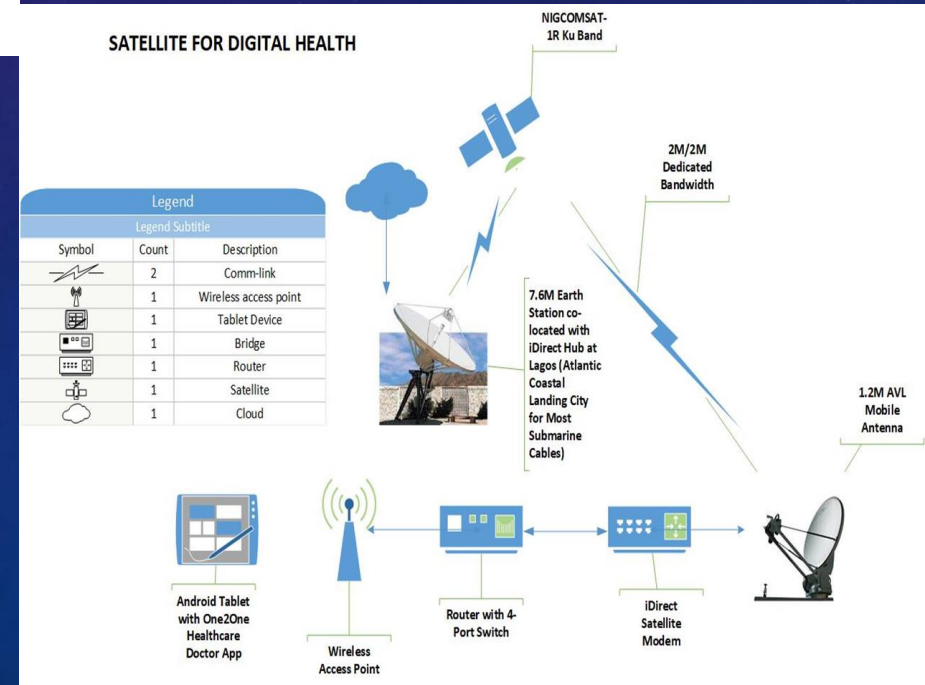 SATELLITE FOR DIGITAL HEALTH
NIGCOMSAT-
1R Ku Band
2M/2M
Dedicated
Bandwidth
Legend
Legend Subtitle
Symbol Count Description
2 Comm-link
1 Wireless access point
1 Tablet Device
1 Bridge
1 Router
1 Satellite
1 Cloud
7.6M Earth
Station co-
located with
iDirect Hub at
Lagos (Atlantic
Coastal
Landing City
for Most
Submarine
Cables)
1.2M AVL
Mobile
Antenna
Android Tablet
with One2One
Healthcare
Doctor App
Wireless
Access Point
Router with 4-
Port Switch
iDirect
Satellite
Modem